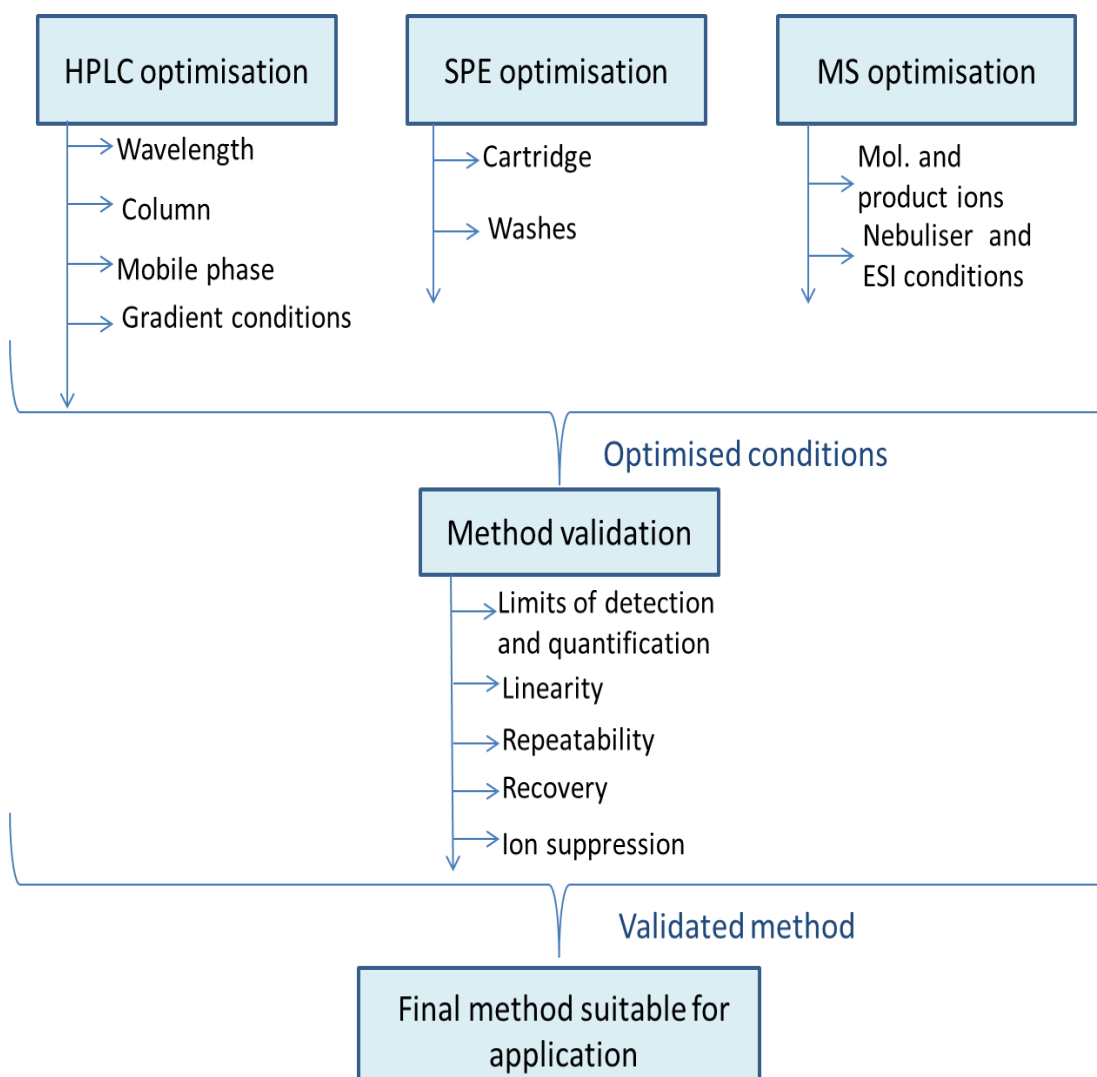 HPLC optimisation
Wavelength
Column
Mobile phase
Gradient conditions
SPE optimisation
Cartridge
Washes
MS optimisation
Mol. and
product ions
Nebuliser and
ESI conditions
Optimised conditions
Method validation
Limits of detection
and quantification
Linearity
Repeatability
Recovery
Ion suppression
Validated method
Final method suitable for
application